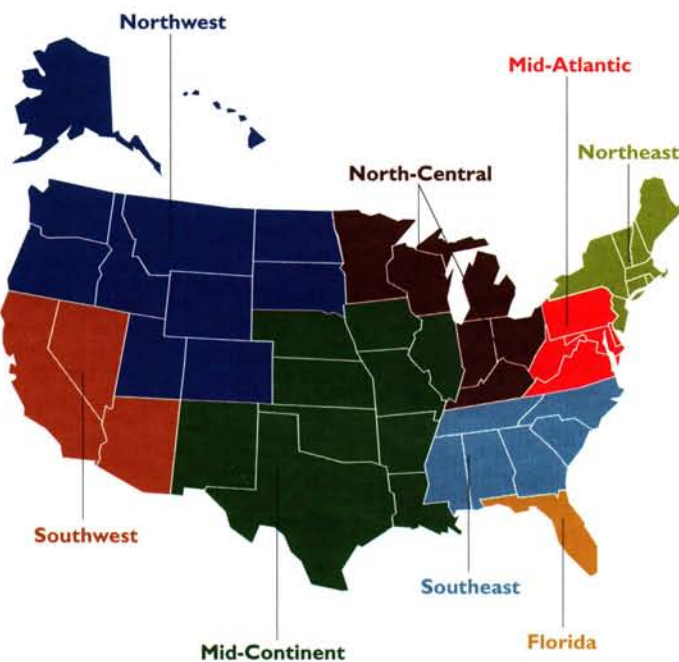 Northwest
Mid-Atlantic
Northeast
North-Central
Southwest
Southeast
Florida
Mid-Continent